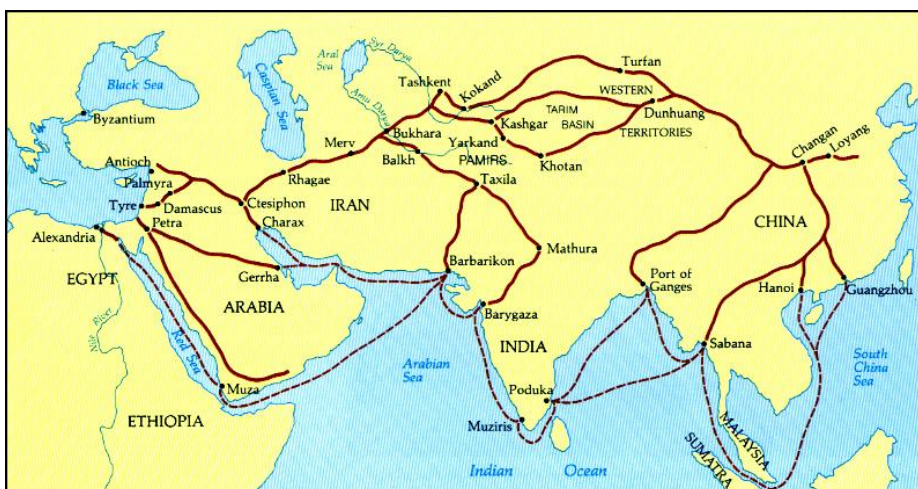 Aral
Sea
Syr Darya
Turfan
Black Sea
Caspian Sea
Tashkent
Kokand
WESTERN
Dunhuang
Amu Darya
TARIM
BASIN
Byzantium
Bukhara
Kashgar
TERRITORIES
Changan
Loyang
Merv
Yarkand
Antioch
Balkh
PAMIRS
Khotan
Palmyra
Rhagae
Taxila
Tyre
Damascus
Ctesiphon
IRAN
CHINA
Petra
Charax
Alexandria
Mathura
Gerrha
Barbarikon
Port of
Ganges
Hanoi
Guangzhou
EGYPT
ARABIA
Barygaza
Nile River
Red Sea
INDIA
Sabana
Arabian
Sea
South
China
Sea
Muza
Poduka
ETHIOPIA
Muziris
MALAYSIA
SUMATRA
Indian Ocean